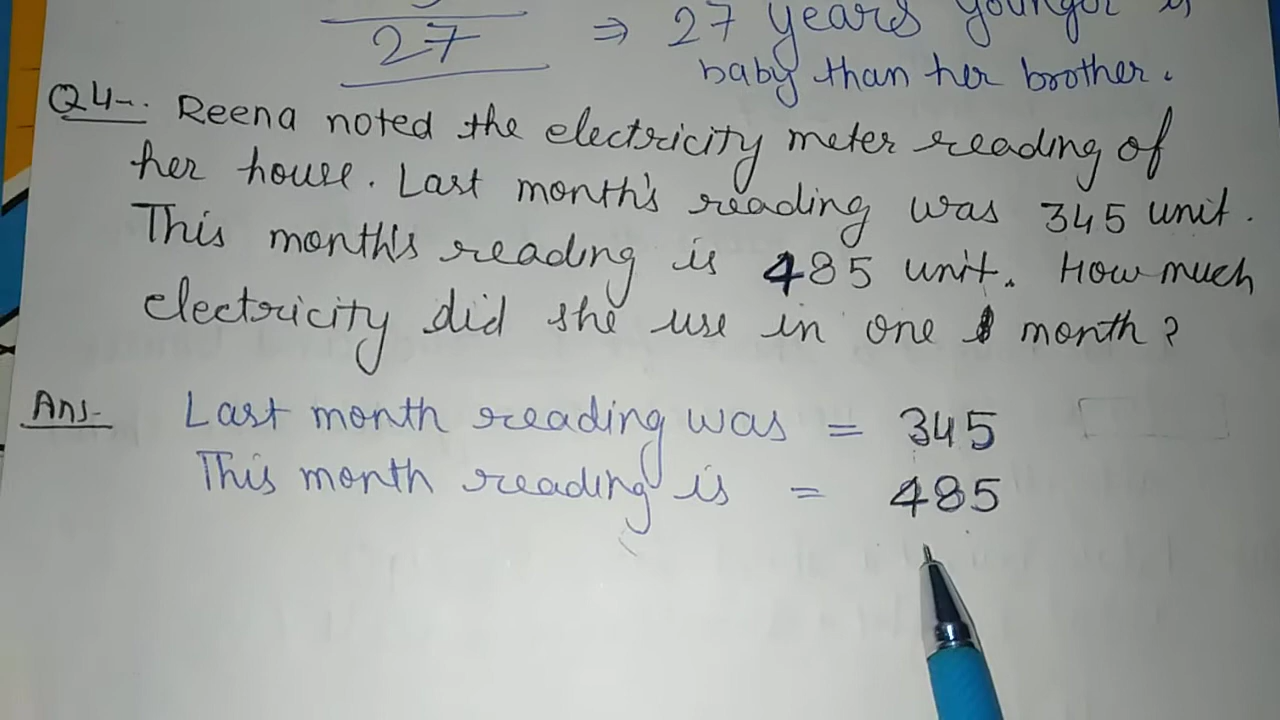 27 ⇒ 27 years younger is
baby than her brother.
Q4-. Reena noted the electricity meter reading of
her house. Last month's reading was 345 unit.
This month's reading is 485 unit. How much
electricity did she use in one month?
Ans- Last month reading was = 345
This month reading is = 485